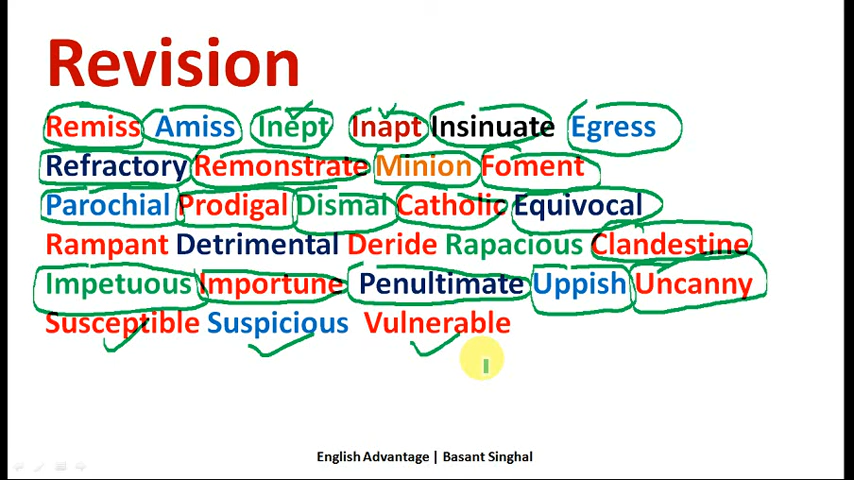 Revision
Remiss Amiss Inept Inapt Insinuate Egress
Refractory Remonstrate Minion Foment
Parochial Prodigal Dismal Catholic Equivocal
Rampant Detrimental Deride Rapacious Clandestine
Impetuous Importune Penultimate Uppish Uncanny
Susceptible Suspicious Vulnerable
English Advantage | Basant Singhal